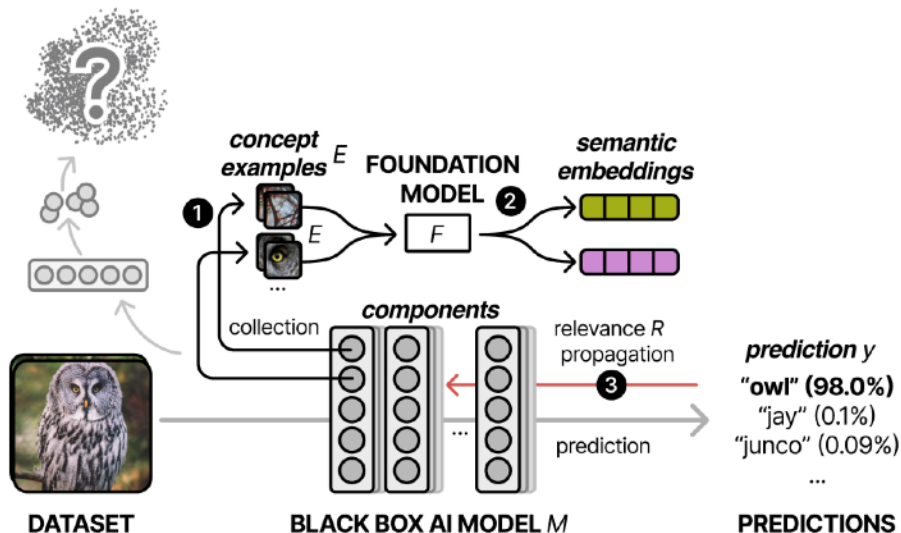 ?
concept
examples E
FOUNDATION
MODEL
semantic
embeddings
1
2
E
F
...
components
collection
relevance R
propagation
3
prediction y
"owl" (98.0%)
"jay" (0.1%)
"junco" (0.09%)
...
...
prediction
DATASET
BLACK BOX AI MODEL M
PREDICTIONS